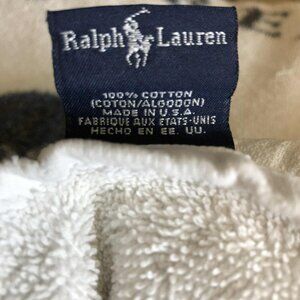 Ralph Lauren
100% COTTON
(COTON/ALGODON)
MADE IN U.S.A.
FABRIQUE AUX ETATS-UNIS
HECHO EN EE. UU.